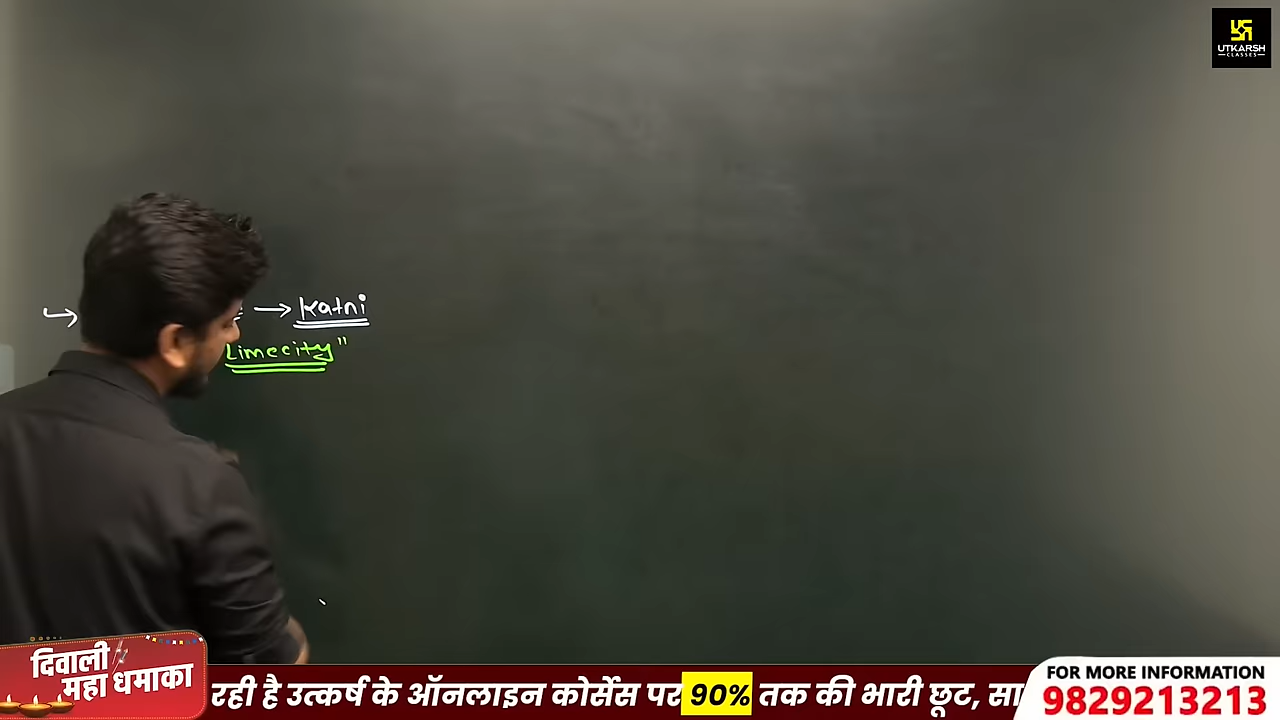 UTKARSH
CLASSES
→ Katni
Limecity"
दिवाली
महा धमाका
रही है उत्कर्ष के ऑनलाइन कोर्सेस पर 90% तक की भारी छूट, सा
FOR MORE INFORMATION
9829213213